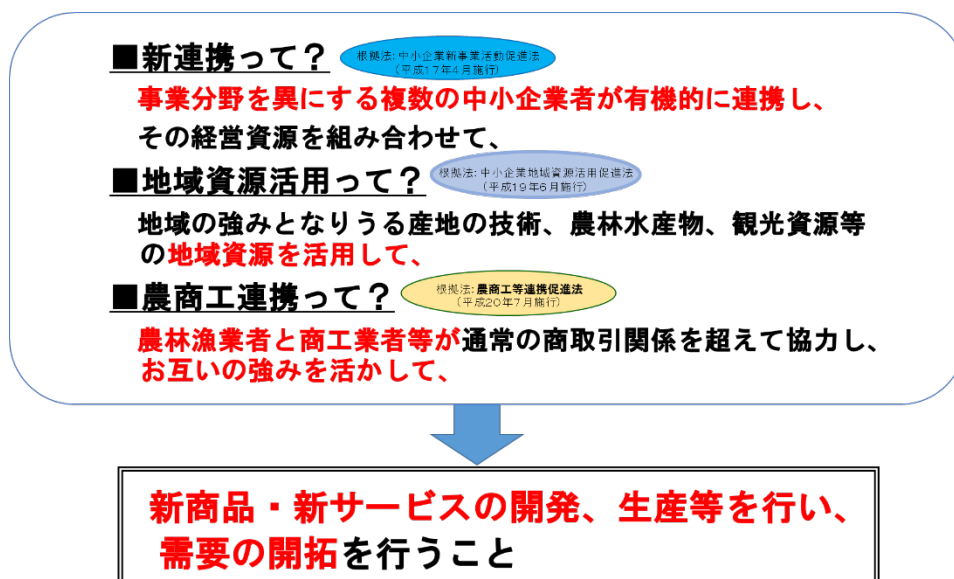 ■新連携って？
根拠法：中小企業新事業活動促進法
（平成１７年４月施行）
事業分野を異にする複数の中小企業者が有機的に連携し、
その経営資源を組み合わせて、
■地域資源活用って？
根拠法：中小企業地域資源活用促進法
（平成１９年６月施行）
地域の強みとなりうる産地の技術、農林水産物、観光資源等
の地域資源を活用して、
■農商工連携って？
根拠法：農商工等連携促進法
（平成２０年７月施行）
農林漁業者と商工業者等が通常の商取引関係を超えて協力し、
お互いの強みを活かして、
新商品・新サービスの開発、生産等を行い、
需要の開拓を行うこと